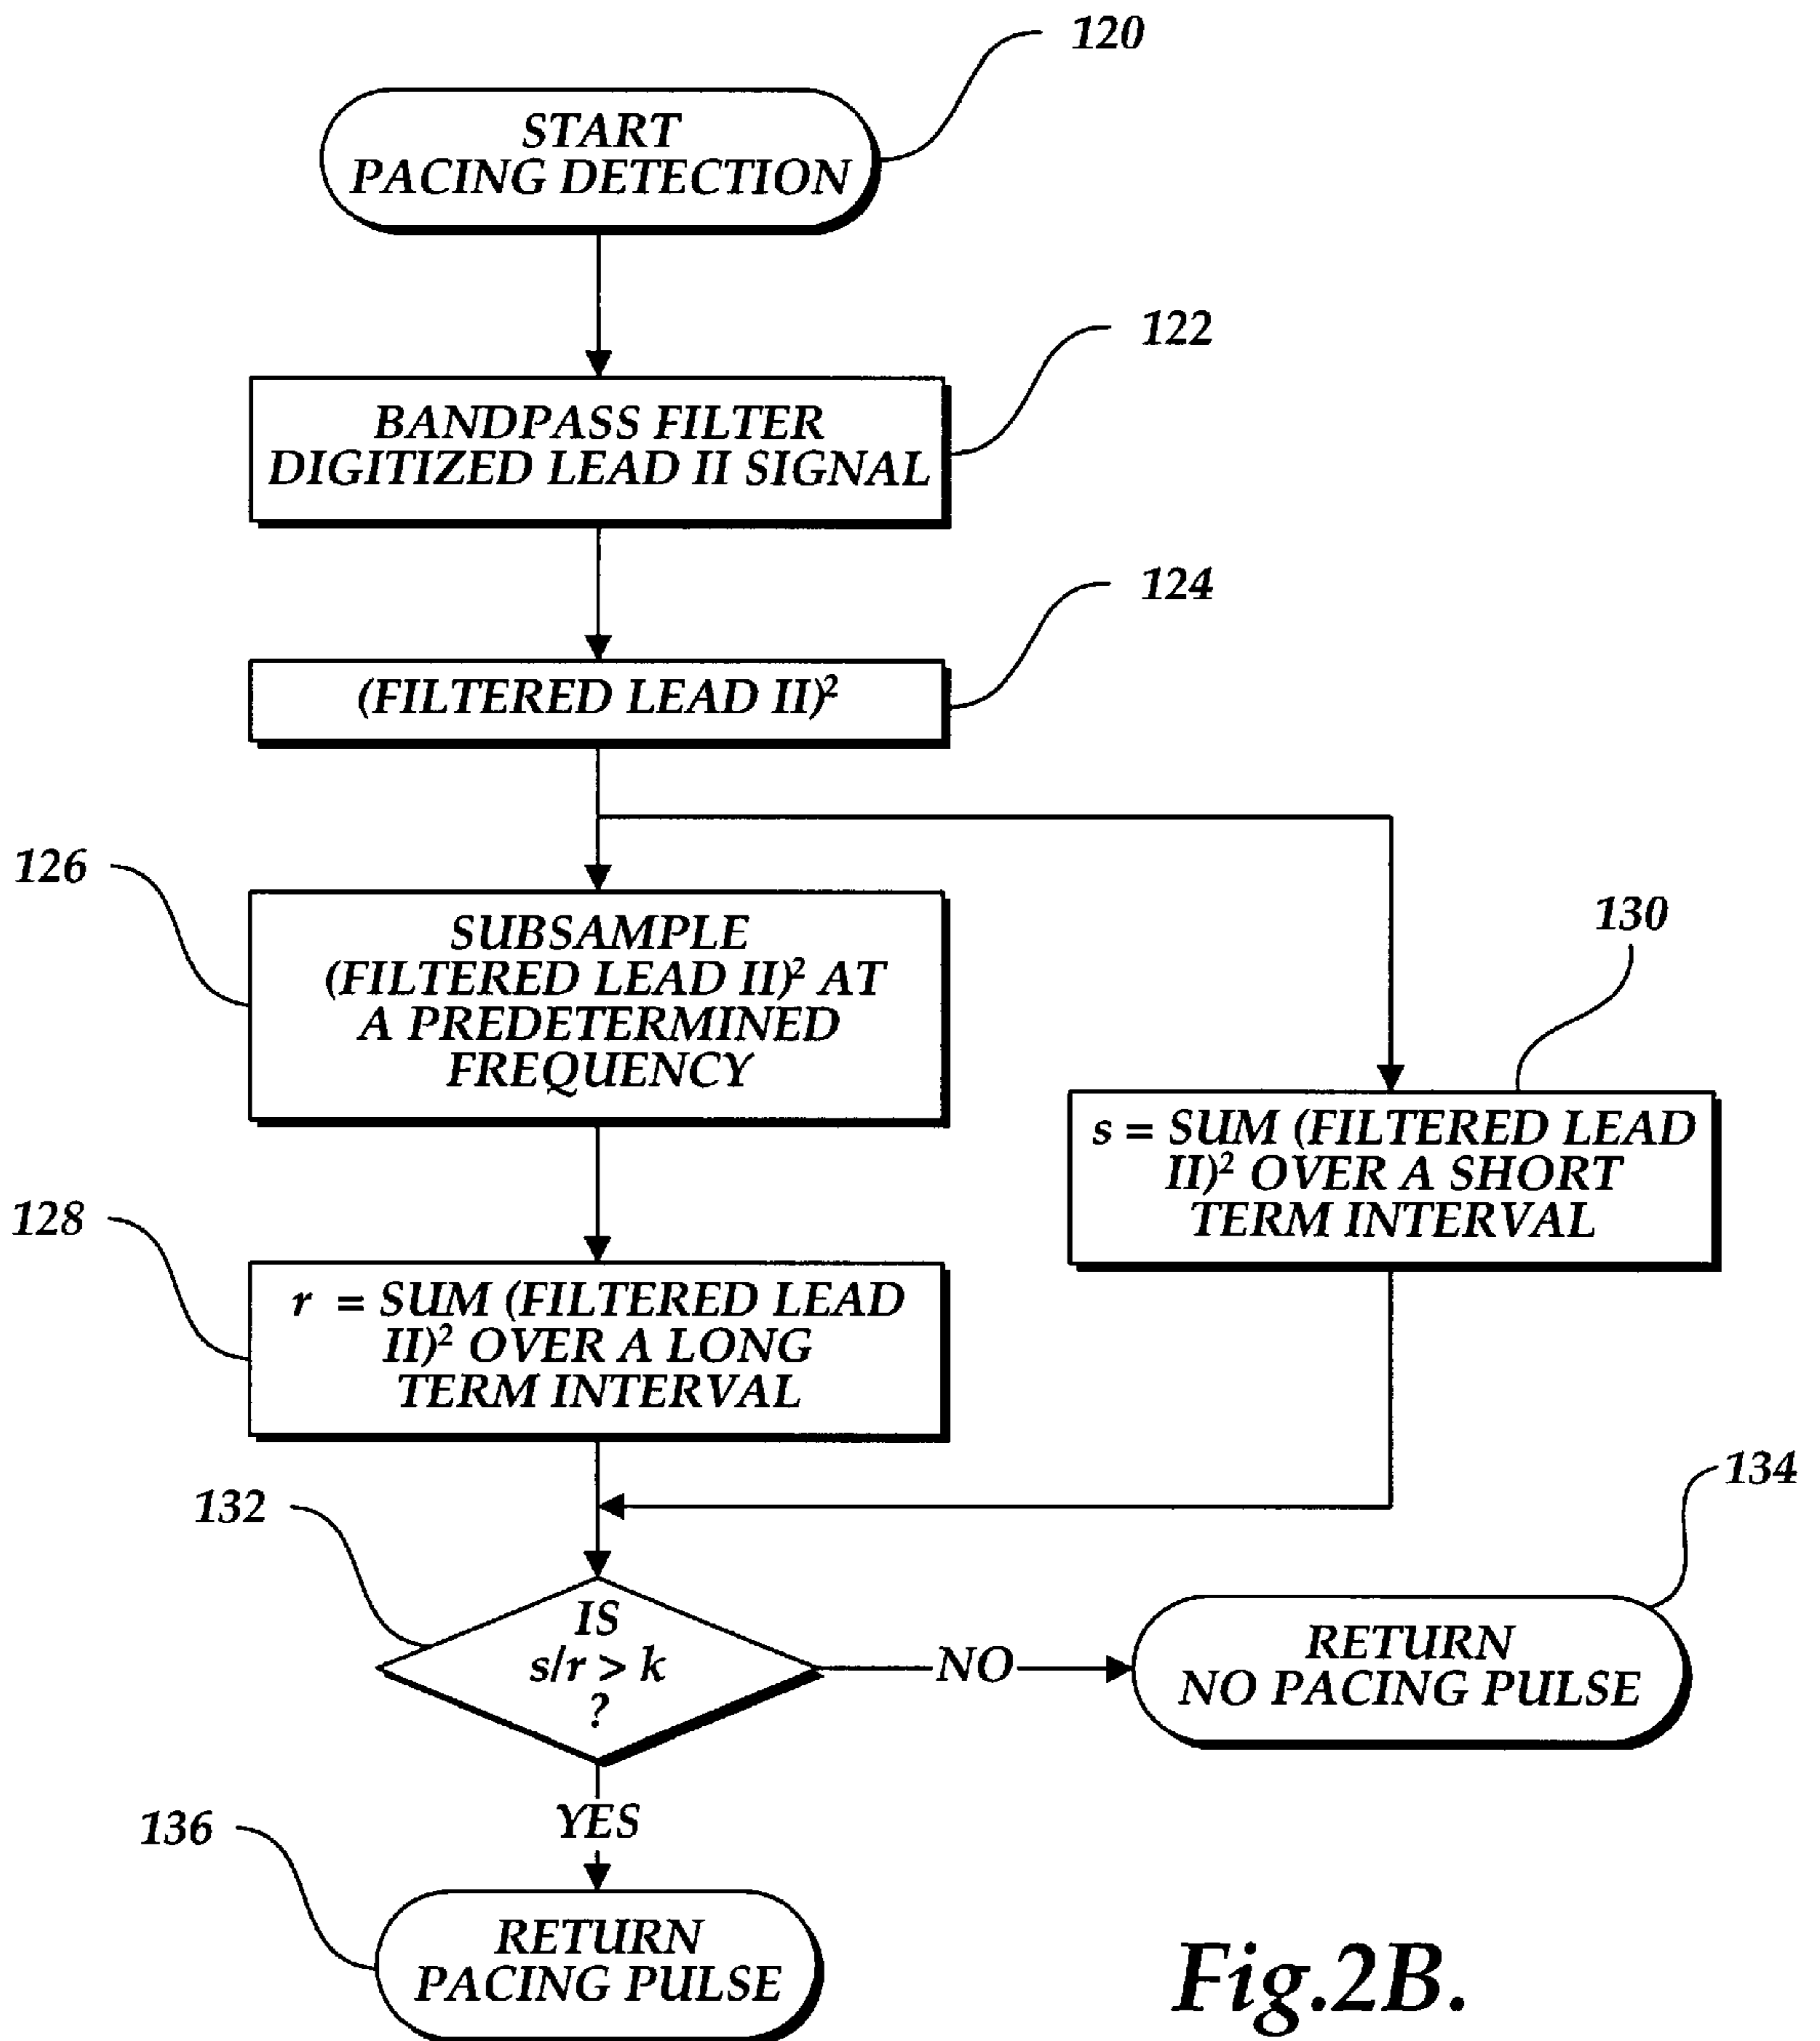 120
START
PACING DETECTION
122
BANDPASS FILTER
DIGITIZED LEAD II SIGNAL
124
(FILTERED LEAD II)²
126
SUBSAMPLE
(FILTERED LEAD II)² AT
A PREDETERMINED
FREQUENCY
130
s = SUM (FILTERED LEAD
II)² OVER A SHORT
TERM INTERVAL
128
r = SUM (FILTERED LEAD
II)² OVER A LONG
TERM INTERVAL
132
IS
s/r > k
?
NO
134
RETURN
NO PACING PULSE
YES
136
RETURN
PACING PULSE
Fig.2B.